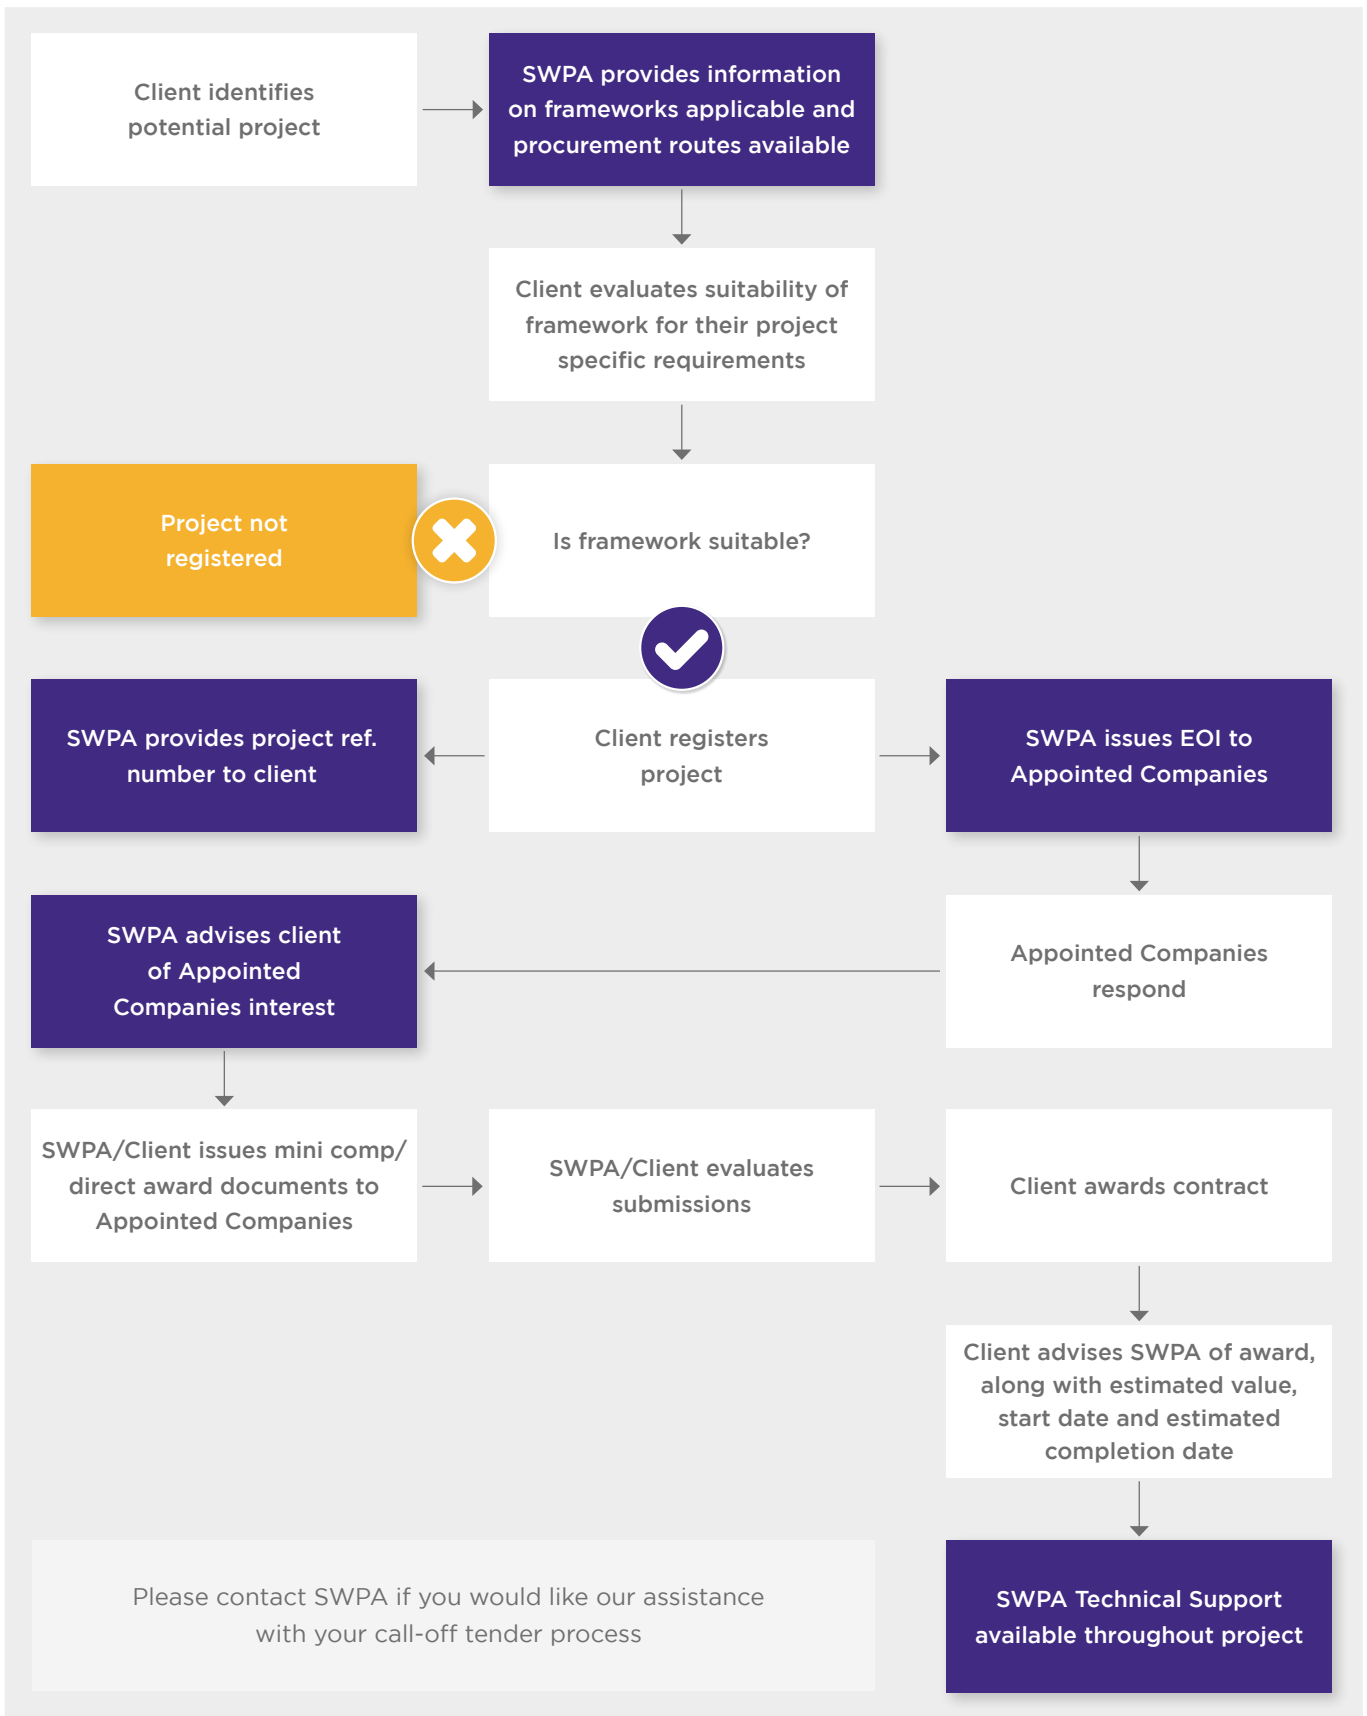 Client identifies
potential project
SWPA provides information
on frameworks applicable and
procurement routes available
Client evaluates suitability of
framework for their project
specific requirements
Project not
registered
Is framework suitable?
SWPA provides project ref.
number to client
Client registers
project
SWPA issues EOI to
Appointed Companies
SWPA advises client
of Appointed
Companies interest
Appointed Companies
respond
SWPA/Client issues mini comp/
direct award documents to
Appointed Companies
SWPA/Client evaluates
submissions
Client awards contract
Client advises SWPA of award,
along with estimated value,
start date and estimated
completion date
Please contact SWPA if you would like our assistance
with your call-off tender process
SWPA Technical Support
available throughout project